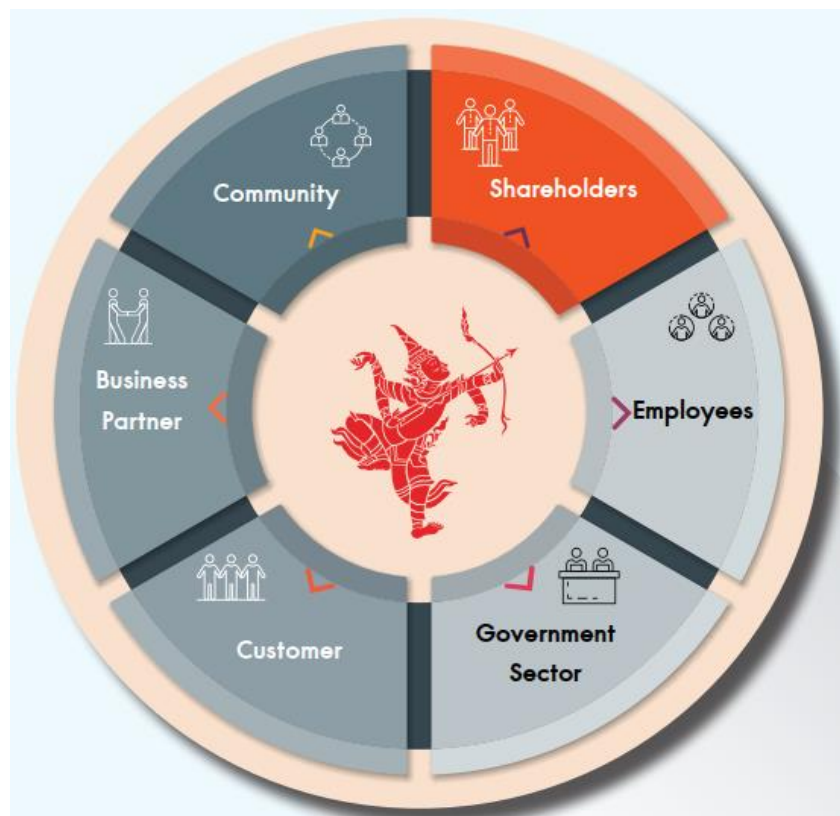 Community
Shareholders
Business
Partner
Employees
Customer
Government
Sector